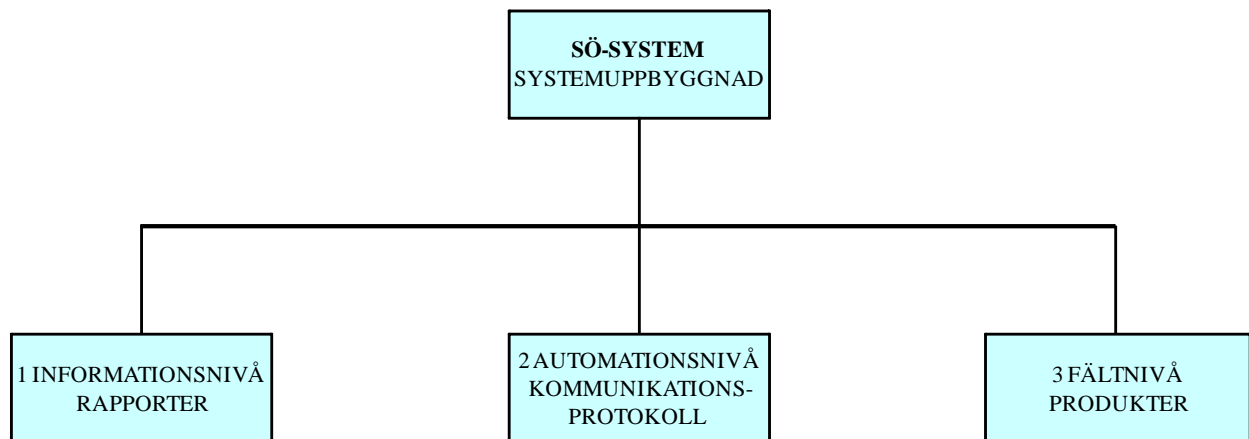 SÖ-SYSTEM
SYSTEMUPPBYGGNAD
1 INFORMATIONSNIVÅ
RAPPORTER
2 AUTOMATIONSNIVÅ
KOMMUNIKATIONS-
PROTOKOLL
3 FÄLTNIVÅ
PRODUKTER